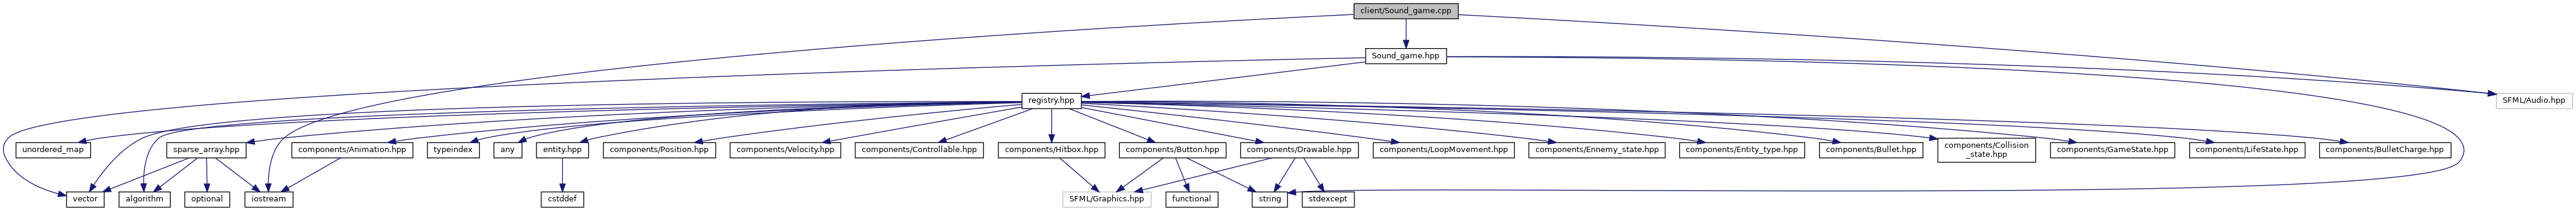 client/Sound_game.cpp
Sound_game.hpp
registry.hpp
SFML/Audio.hpp
unordered_map
sparse_array.hpp
components/Animation.hpp
typeindex
any
entity.hpp
components/Position.hpp
components/Velocity.hpp
components/Controllable.hpp
components/Hitbox.hpp
components/Button.hpp
components/Drawable.hpp
components/LoopMovement.hpp
components/Ennemy_state.hpp
components/Entity_type.hpp
components/Bullet.hpp
components/Collision
_state.hpp
components/GameState.hpp
components/LifeState.hpp
components/BulletCharge.hpp
vector
algorithm
optional
iostream
cstddef
SFML/Graphics.hpp
functional
string
stdexcept